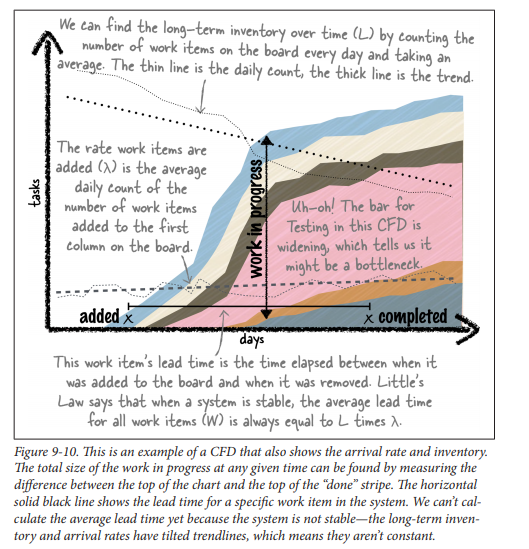 We can find the long-term inventory over time (L) by counting the
number of work items on the board every day and taking an
average. The thin line is the daily count, the thick line is the trend.
The rate work items are
added (λ) is the average
daily count of the
number of work items
added to the first
column on the board.
tasks
work in progress
Uh-oh! The bar for
Testing in this CFD is
widening, which tells us it
might be a bottleneck.
added x
x completed
days
This work item's lead time is the time elapsed between when it
was added to the board and when it was removed. Little's
Law says that when a system is stable, the average lead time
for all work items (W) is always equal to L times λ.
Figure 9-10. This is an example of a CFD that also shows the arrival rate and inventory.
The total size of the work in progress at any given time can be found by measuring the
difference between the top of the chart and the top of the “done” stripe. The horizontal
solid black line shows the lead time for a specific work item in the system. We can’t cal-
culate the average lead time yet because the system is not stable—the long-term inven-
tory and arrival rates have tilted trendlines, which means they aren’t constant.